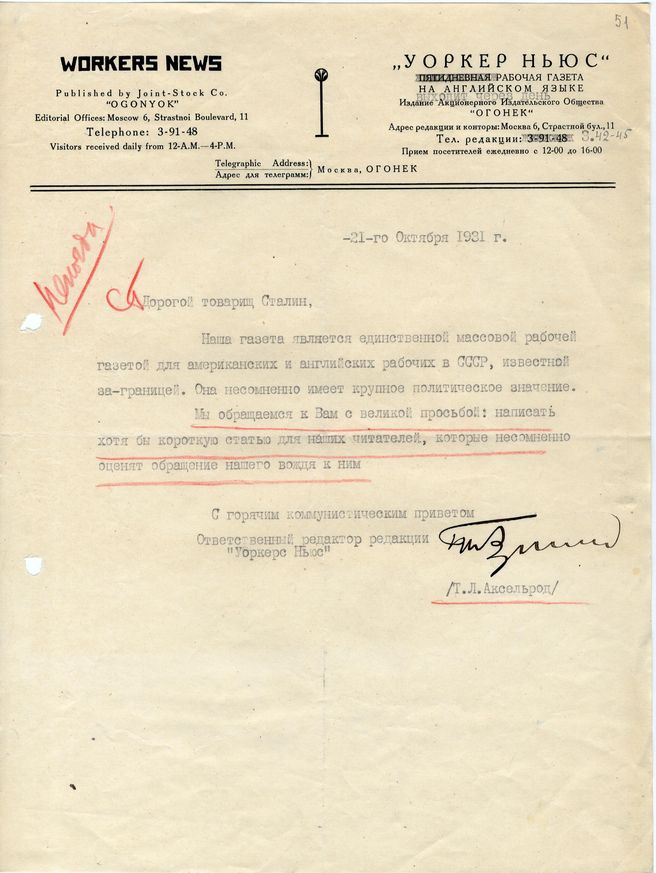 51
WORKERS NEWS
Published by Joint-Stock Co.
"OGONYOK"
Editorial Offices: Moscow 6, Strastnoi Boulevard, 11
Telephone: 3-91-48
Visitors received daily from 12-A.M.—4-P.M.
„УОРКЕР НЬЮС“
ПЯТИДНЕВНАЯ РАБОЧАЯ ГАЗЕТА
НА АНГЛИЙСКОМ ЯЗЫКЕ
выходит через день
Издание Акционерного Издательского Общества
"ОГОНЕК"
Адрес редакции и конторы: Москва 6, Страстной бул., 11
Тел. редакции: 3-91-48 3.42-45
Прием посетителей ежедневно с 12-00 до 16-00
Telegraphic Address:
Адрес для телеграмм:
Москва, ОГОНЕК
-21-го Октября 1931 г.
Некогда
Ст
Дорогой товарищ Сталин,
Наша газета является единственной массовой рабочей
газетой для американских и английских рабочих в СССР, известной
за-границей. Она несомненно имеет крупное политическое значение.
Мы обращаемся к Вам с великой просьбой: написать
хотя бы короткую статью для наших читателей, которые несомненно
оценят обращение нашего вождя к ним
С горячим коммунистическим приветом
Ответственный редактор редакции
"Уоркерс Ньюс"
/Т.Л.Аксельрод/